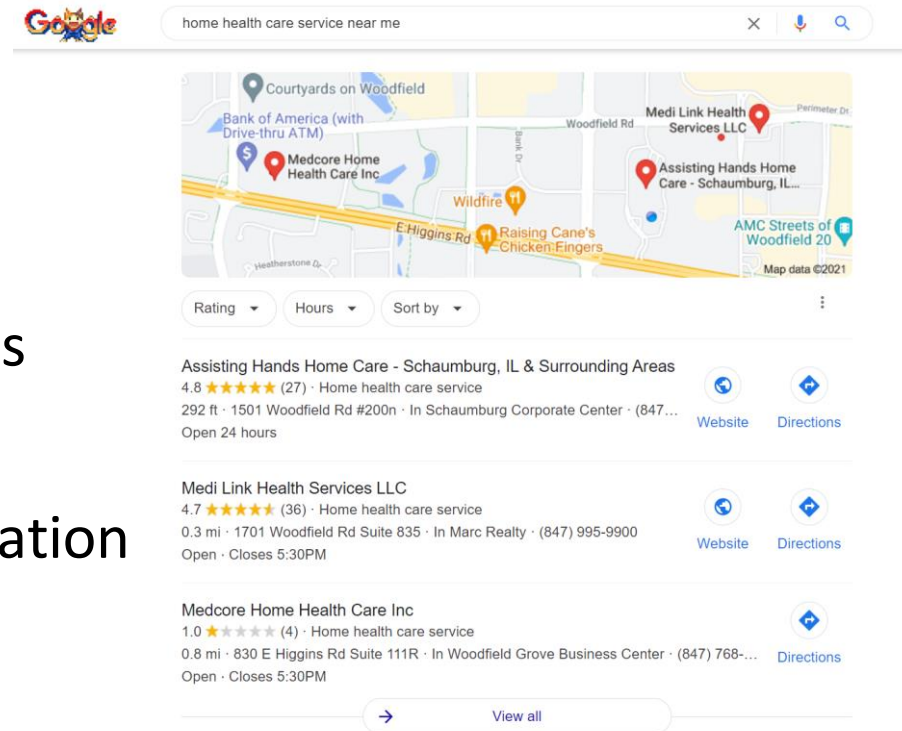 Google
home health care service near me
Courtyards on Woodfield
Bank of America (with
Drive-thru ATM)
Medcore Home
Health Care Inc
Bank Dr
Woodfield Rd
Medi Link Health
Services LLC
Perimeter Dr
Assisting Hands Home
Care - Schaumburg, IL...
Wildfire
E Higgins Rd
Raising Cane's
Chicken Fingers
AMC Streets of
Woodfield 20
Heatherstone Dr
Map data ©2021
Rating
Hours
Sort by
s
Assisting Hands Home Care - Schaumburg, IL & Surrounding Areas
4.8 ★★★★★ (27) · Home health care service
292 ft · 1501 Woodfield Rd #200n · In Schaumburg Corporate Center · (847...
Open 24 hours
Website
Directions
ation
Medi Link Health Services LLC
4.7 ★★★★★ (36) · Home health care service
0.3 mi · 1701 Woodfield Rd Suite 835 · In Marc Realty · (847) 995-9900
Open · Closes 5:30PM
Website
Directions
Medcore Home Health Care Inc
1.0 ★★★★★ (4) · Home health care service
0.8 mi · 830 E Higgins Rd Suite 111R · In Woodfield Grove Business Center · (847) 768-...
Open · Closes 5:30PM
Directions
View all